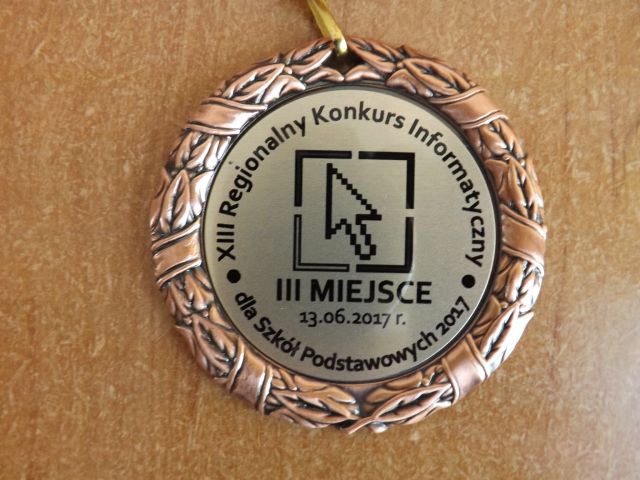 XIII Regionalny Konkurs Informatyczny
III MIEJSCE
13.06.2017 r.
dla Szkół Podstawowych 2017